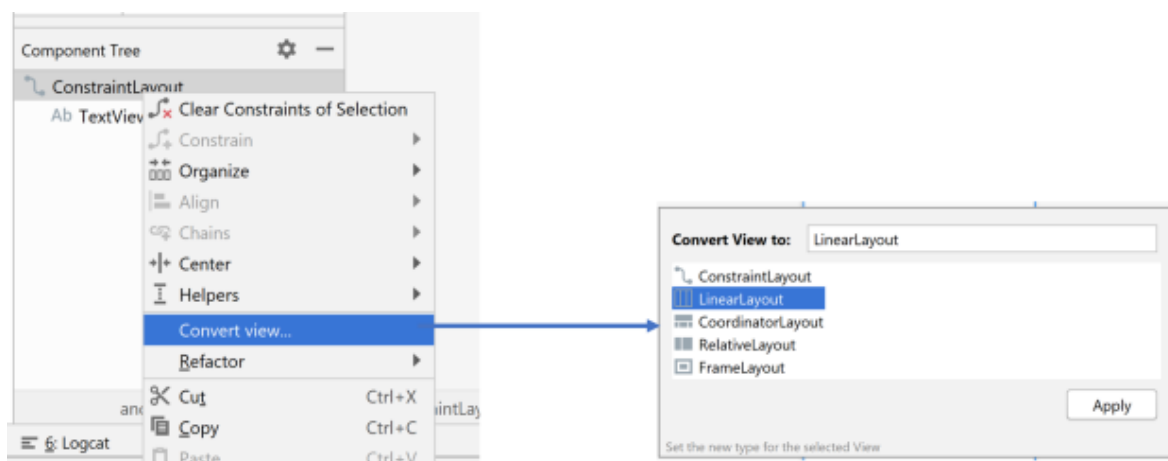 Component Tree
ConstraintLayout
Ab TextView
Clear Constraints of Selection
Constrain
Organize
Align
Chains
Center
Helpers
Convert view...
Refactor
Cut Ctrl+X
Copy Ctrl+C
Paste Ctrl+V
6: Logcat
Convert View to: LinearLayout
ConstraintLayout
LinearLayout
CoordinatorLayout
RelativeLayout
FrameLayout
Apply
Set the new type for the selected View